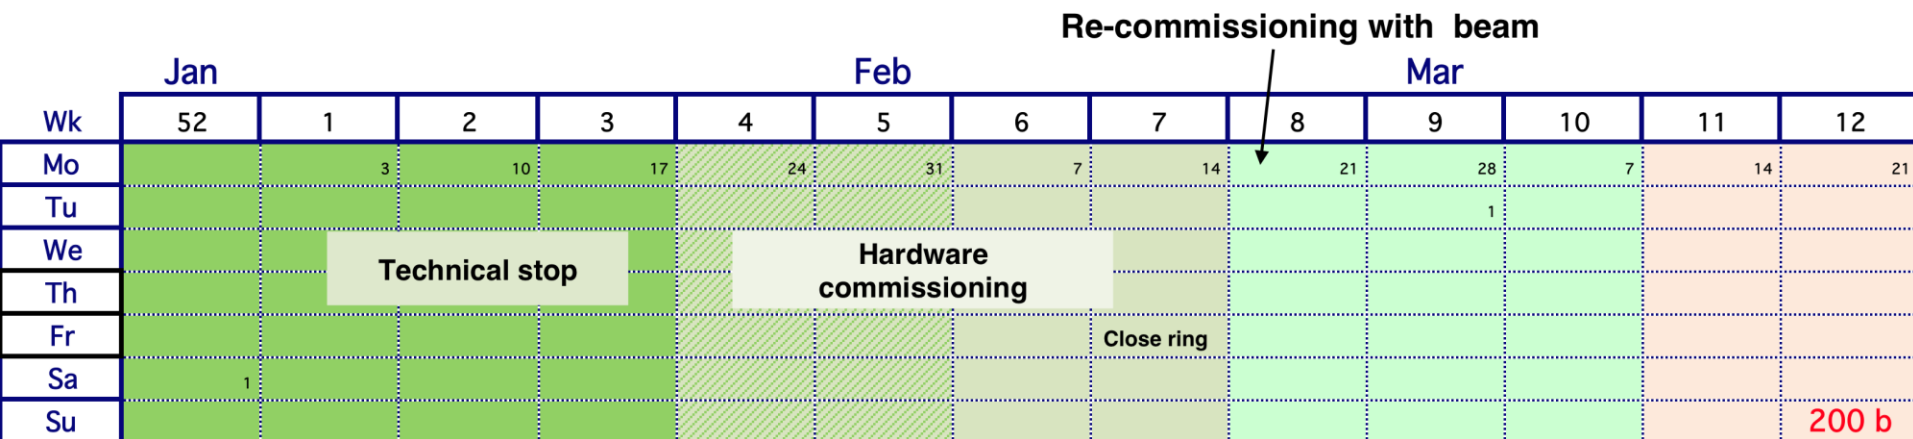 Re-commissioning with beam
Jan Feb Mar
Wk 52 1 2 3 4 5 6 7 8 9 10 11 12
Mo 3 10 17 24 31 7 14 21 28 7 14 21
Tu 1
We
Technical stop
Hardware
commissioning
Th
Fr Close ring
Sa 1
Su 200 b